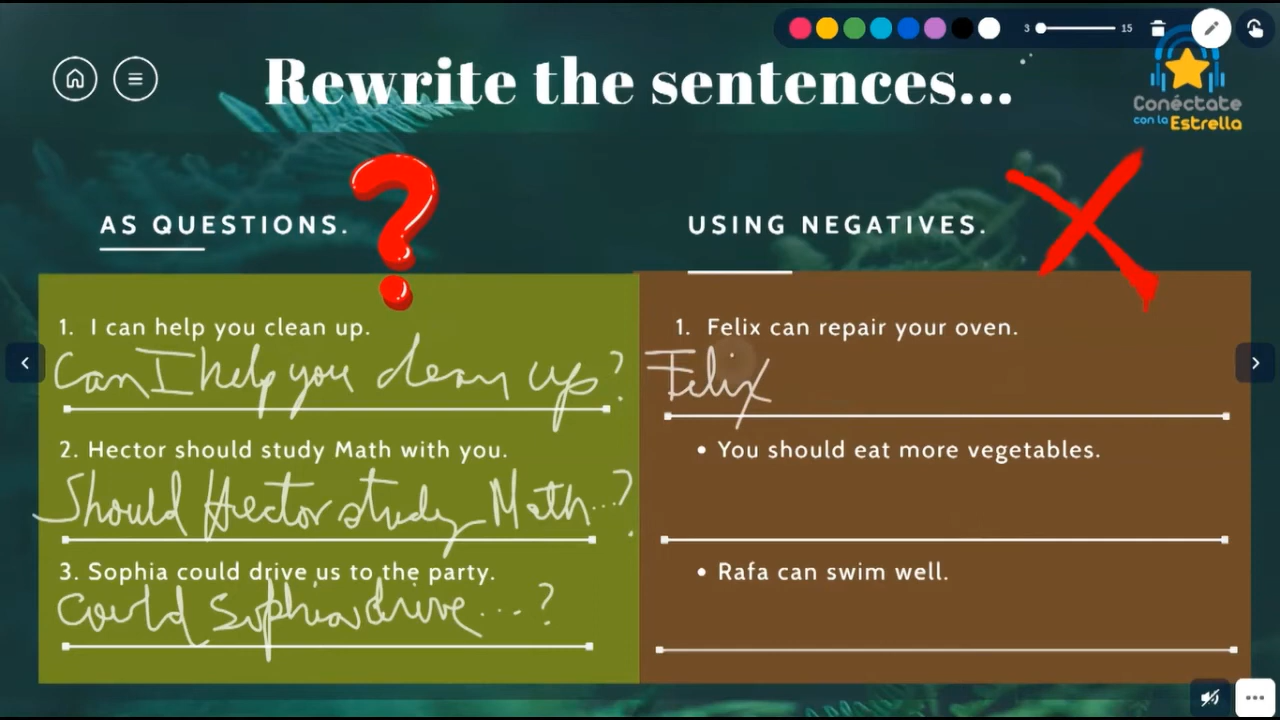 3 15
Rewrite the sentences...
Conéctate
con la Estrella
AS QUESTIONS.
1. I can help you clean up.
Can I help you clean up?
2. Hector should study Math with you.
Should Hector study Math...?
3. Sophia could drive us to the party.
Could Sophia drive...?
USING NEGATIVES.
1. Felix can repair your oven.
Felix
• You should eat more vegetables.
• Rafa can swim well.